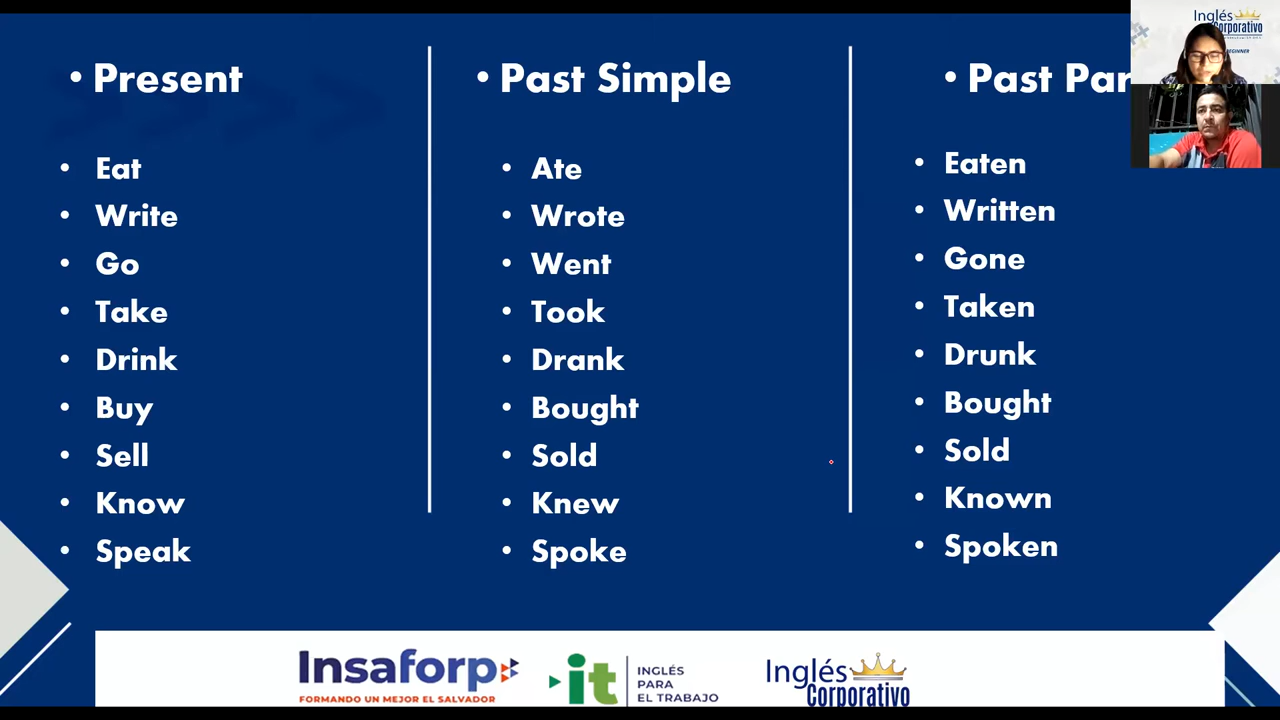 • Present
• Eat
• Write
• Go
• Take
• Drink
• Buy
• Sell
• Know
• Speak
• Past Simple
• Ate
• Wrote
• Went
• Took
• Drank
• Bought
• Sold
• Knew
• Spoke
• Past Par
• Eaten
• Written
• Gone
• Taken
• Drunk
• Bought
• Sold
• Known
• Spoken
Inglés
Corporativo
BEGINNER
Insaforp
FORMANDO UN MEJOR EL SALVADOR
it
INGLÉS
PARA
EL TRABAJO
Inglés
Corporativo